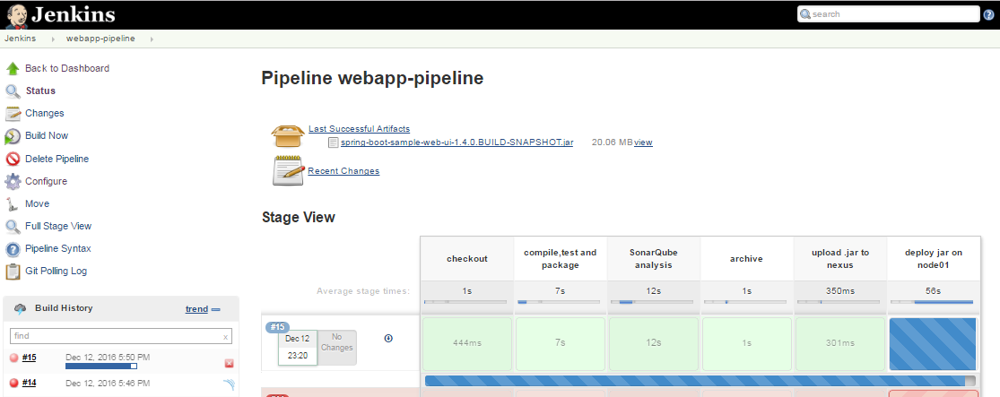 Jenkins
search
Jenkins
webapp-pipeline
Back to Dashboard
Status
Changes
Build Now
Delete Pipeline
Configure
Move
Full Stage View
Pipeline Syntax
Git Polling Log
Build History
trend
find
x
#15
Dec 12, 2016 5:50 PM
#14
Dec 12, 2016 5:46 PM
Pipeline webapp-pipeline
Last Successful Artifacts
spring-boot-sample-web-ui-1.4.0.BUILD-SNAPSHOT.jar 20.06 MB view
Recent Changes
Stage View
checkout
compile,test and
package
SonarQube
analysis
archive
upload .jar to
nexus
deploy jar on
node01
Average stage times:
1s
7s
12s
1s
350ms
56s
#15
Dec 12
23:20
No
Changes
444ms
7s
12s
1s
301ms